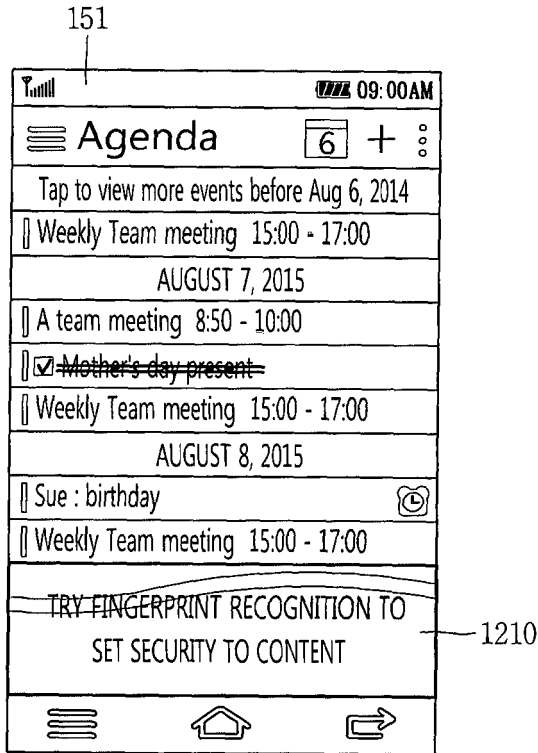 151
09:00AM
Agenda
6
Tap to view more events before Aug 6, 2014
Weekly Team meeting 15:00 - 17:00
AUGUST 7, 2015
A team meeting 8:50 - 10:00
Mother's day present
Weekly Team meeting 15:00 - 17:00
AUGUST 8, 2015
Sue : birthday
Weekly Team meeting 15:00 - 17:00
TRY FINGERPRINT RECOGNITION TO
SET SECURITY TO CONTENT
1210